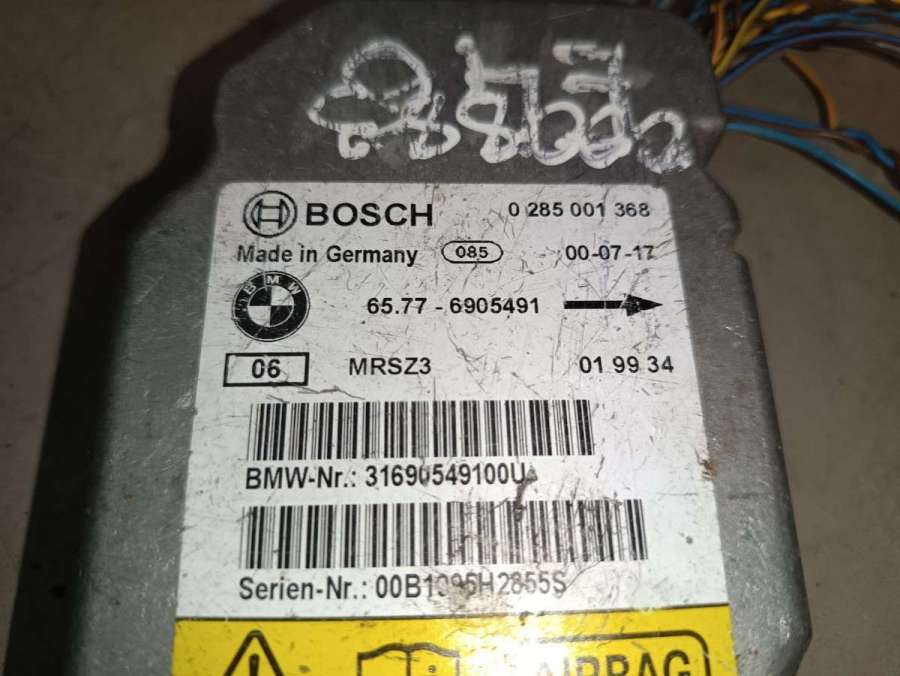 BOSCH 0 285 001 368
Made in Germany 085 00-07-17
BMW
65.77 - 6905491
06 MRSZ3 01 99 34
BMW-Nr.: 31690549100U
Serien-Nr.:
AIRBAG